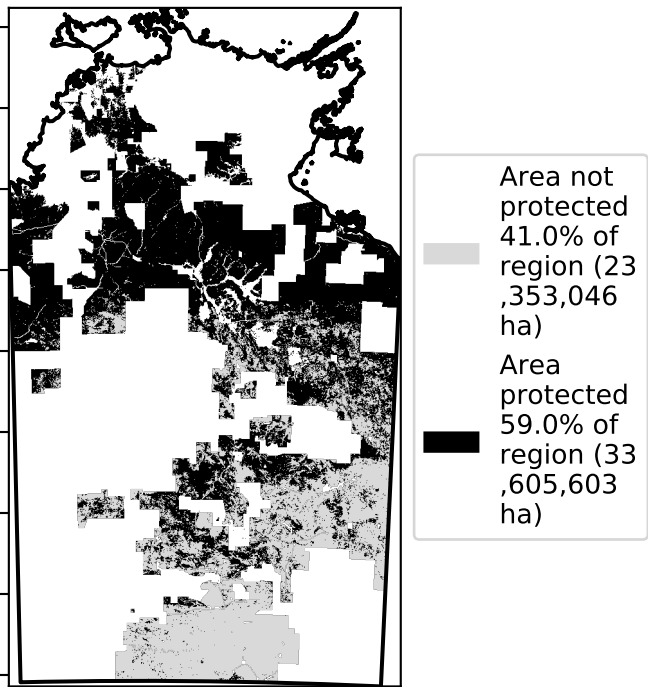 Area not
protected
41.0% of
region (23
,353,046
ha)
Area
protected
59.0% of
region (33
,605,603
ha)